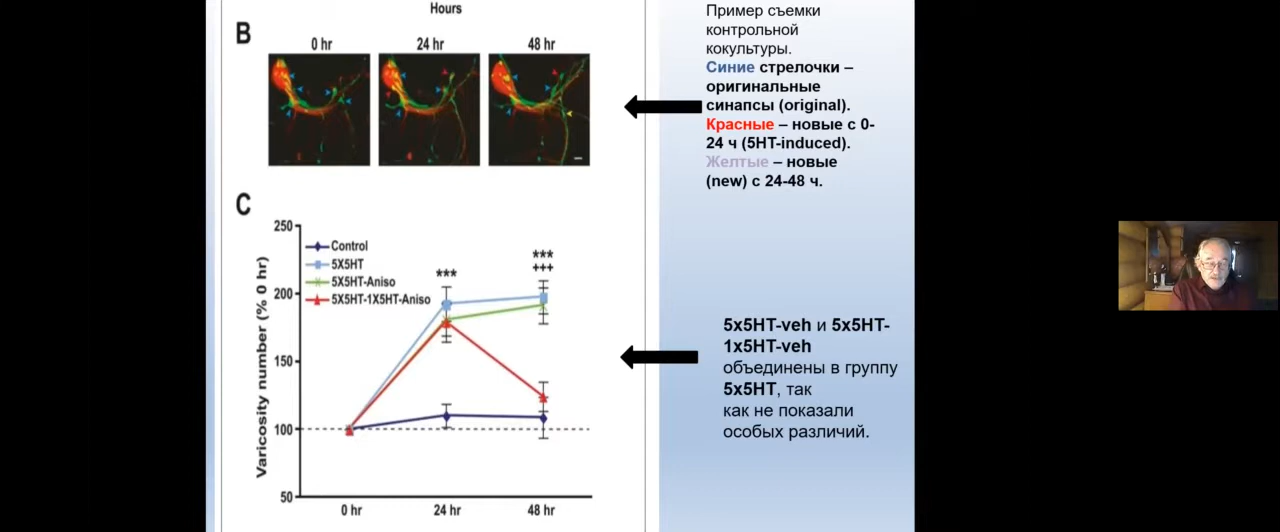 Hours
B
0 hr
24 hr
48 hr
C
250
200
150
100
50
Varicosity number (% 0 hr)
Control
5X5HT
5X5HT-Aniso
5X5HT-1X5HT-Aniso
***
***
+++
0 hr
24 hr
48 hr
Пример съемки
контрольной
кокультуры.
Синие стрелочки –
оригинальные
синапсы (original).
Красные – новые с 0-
24 ч (5HT-induced).
Желтые – новые
(new) с 24-48 ч.
5x5HT-veh и 5x5HT-
1x5HT-veh
объединены в группу
5x5HT, так
как не показали
особых различий.